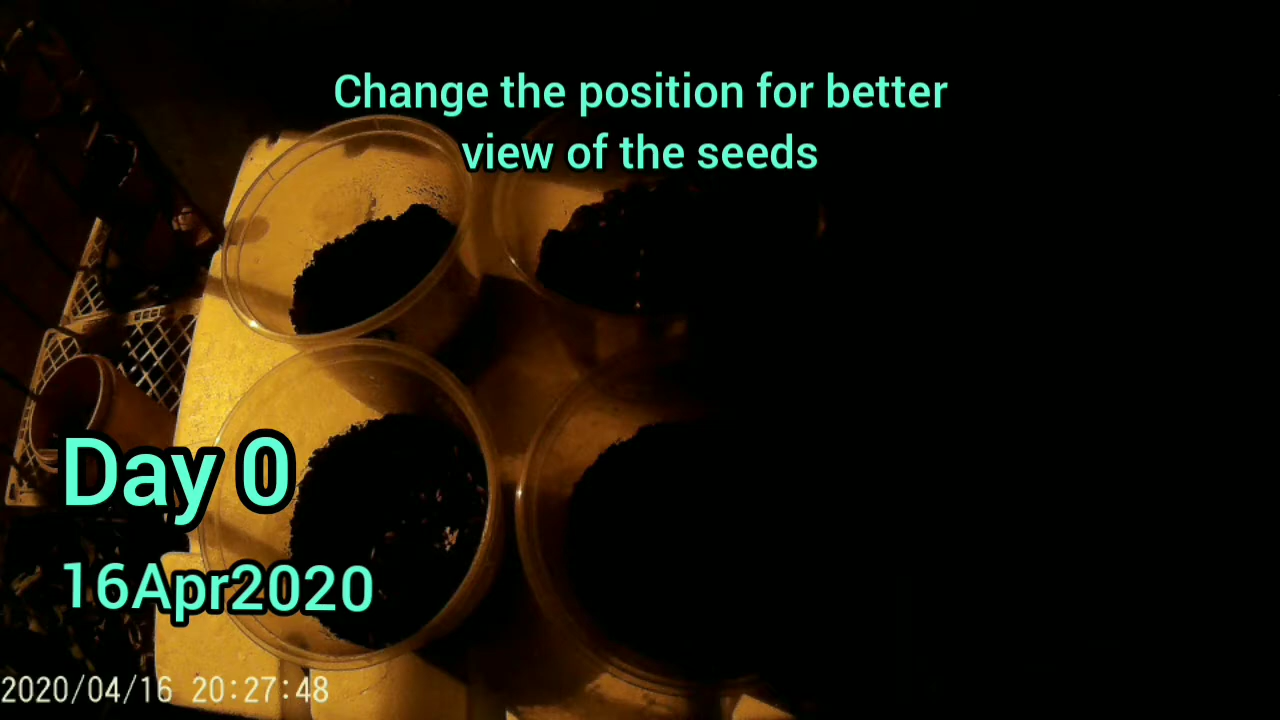 Change the position for better
view of the seeds
Day 0
16Apr2020
2020/04/16 20:27:48